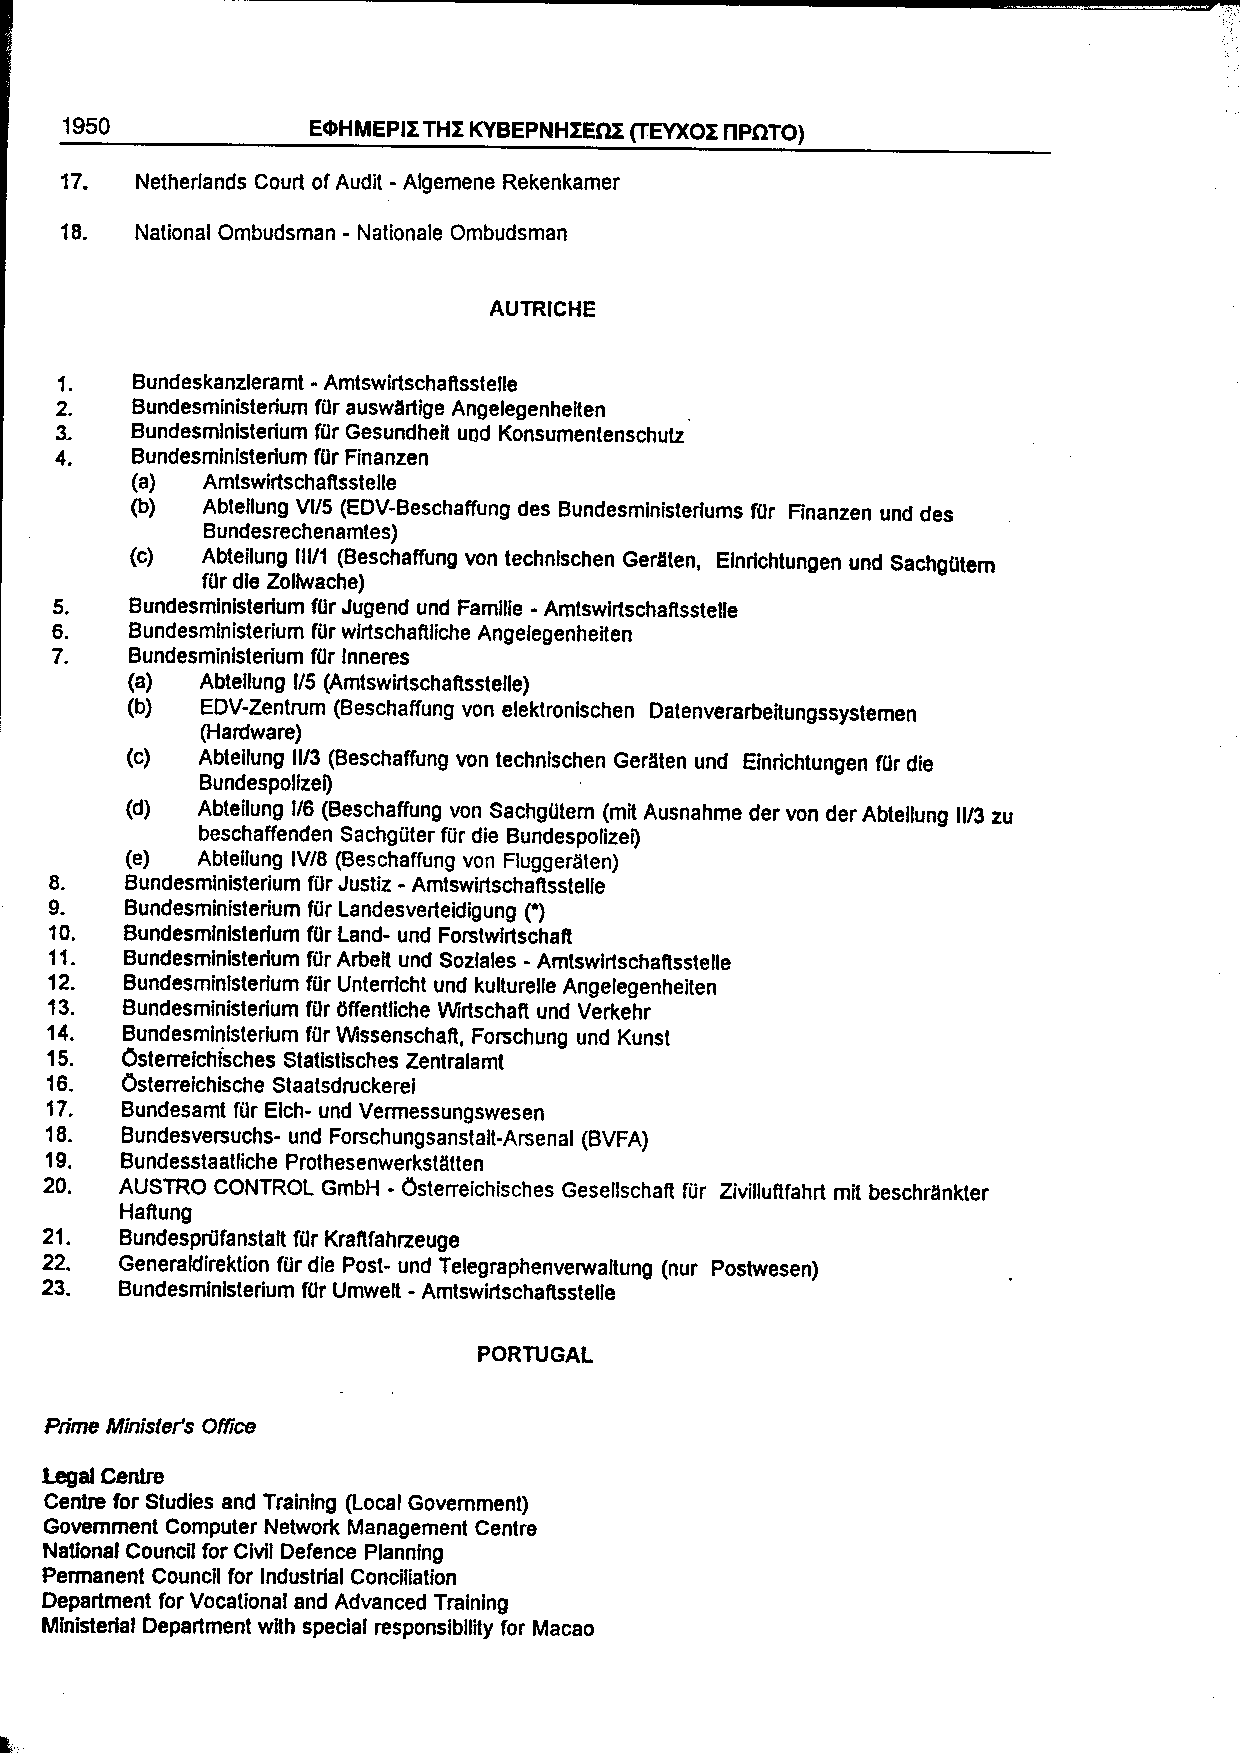 1950 ΕΦΗΜΕΡΙΣ ΤΗΣ ΚΥΒΕΡΝΗΣΕΩΣ (ΤΕΥΧΟΣ ΠΡΩΤΟ)
17. Netherlands Court of Audit - Algemene Rekenkamer
18. National Ombudsman - Nationale Ombudsman
AUTRICHE
1. Bundeskanzleramt - Amtswirtschaftsstelle
2. Bundesministerium für auswärtige Angelegenheiten
3. Bundesministerium für Gesundheit und Konsumentenschutz
4. Bundesministerium für Finanzen
(a) Amtswirtschaftsstelle
(b) Abteilung VI/5 (EDV-Beschaffung des Bundesministeriums für Finanzen und des
Bundesrechenamtes)
(c) Abteilung III/1 (Beschaffung von technischen Geräten, Einrichtungen und Sachgütern
für die Zollwache)
5. Bundesministerium für Jugend und Familie - Amtswirtschaftsstelle
6. Bundesministerium für wirtschaftliche Angelegenheiten
7. Bundesministerium für Inneres
(a) Abteilung I/5 (Amtswirtschaftsstelle)
(b) EDV-Zentrum (Beschaffung von elektronischen Datenverarbeitungssystemen
(Hardware)
(c) Abteilung II/3 (Beschaffung von technischen Geräten und Einrichtungen für die
Bundespolizei)
(d) Abteilung I/6 (Beschaffung von Sachgütern (mit Ausnahme der von der Abteilung II/3 zu
beschaffenden Sachgüter für die Bundespolizei)
(e) Abteilung IV/8 (Beschaffung von Fluggeräten)
8. Bundesministerium für Justiz - Amtswirtschaftsstelle
9. Bundesministerium für Landesverteidigung (*)
10. Bundesministerium für Land- und Forstwirtschaft
11. Bundesministerium für Arbeit und Soziales - Amtswirtschaftsstelle
12. Bundesministerium für Unterricht und kulturelle Angelegenheiten
13. Bundesministerium für öffentliche Wirtschaft und Verkehr
14. Bundesministerium für Wissenschaft, Forschung und Kunst
15. Österreichisches Statistisches Zentralamt
16. Österreichische Staatsdruckerei
17. Bundesamt für Eich- und Vermessungswesen
18. Bundesversuchs- und Forschungsanstalt-Arsenal (BVFA)
19. Bundesstaatliche Prothesenwerkstätten
20. AUSTRO CONTROL GmbH - Österreichisches Gesellschaft für Zivilluftfahrt mit beschränkter
Haftung
21. Bundesprüfanstalt für Kraftfahrzeuge
22. Generaldirektion für die Post- und Telegraphenverwaltung (nur Postwesen)
23. Bundesministerium für Umwelt - Amtswirtschaftsstelle
PORTUGAL
Prime Minister's Office
Legal Centre
Centre for Studies and Training (Local Government)
Government Computer Network Management Centre
National Council for Civil Defence Planning
Permanent Council for Industrial Conciliation
Department for Vocational and Advanced Training
Ministerial Department with special responsibility for Macao